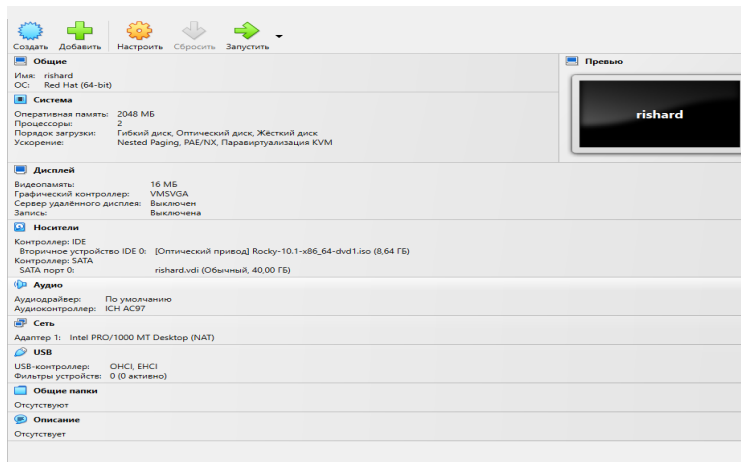 Создать Добавить Настроить Сбросить Запустить
Общие
Имя: rishard
ОС: Red Hat (64-bit)
Превью
rishard
Система
Оперативная память: 2048 МБ
Процессоры: 2
Порядок загрузки: Гибкий диск, Оптический диск, Жёсткий диск
Ускорение: Nested Paging, PAE/NX, Паравиртуализация KVM
Дисплей
Видеопамять: 16 МБ
Графический контроллер: VMSVGA
Сервер удалённого дисплея: Выключен
Запись: Выключена
Носители
Контроллер: IDE
Вторичное устройство IDE 0: [Оптический привод] Rocky-10.1-x86_64-dvd1.iso (8,64 ГБ)
Контроллер: SATA
SATA порт 0: rishard.vdi (Обычный, 40,00 ГБ)
Аудио
Аудиодрайвер: По умолчанию
Аудиоконтроллер: ICH AC97
Сеть
Адаптер 1: Intel PRO/1000 MT Desktop (NAT)
USB
USB-контроллер: OHCI, EHCI
Фильтры устройств: 0 (0 активно)
Общие папки
Отсутствуют
Описание
Отсутствует